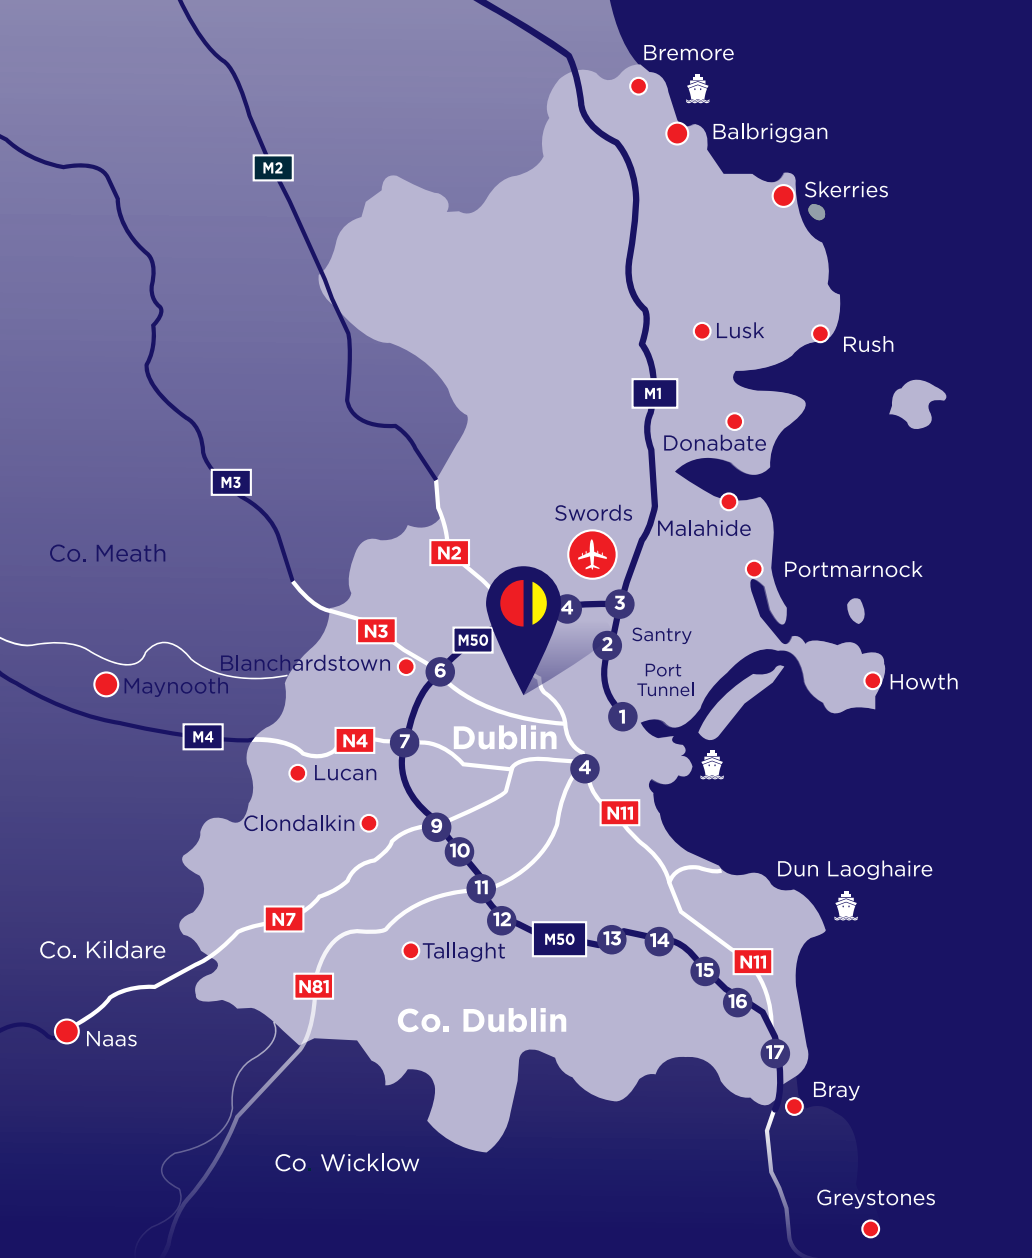 Bremore
Balbriggan
M2
Skerries
Lusk
Rush
M1
Donabate
M3
Swords
Malahide
Co. Meath
N2
Portmarnock
4
3
N3
M50
2
Santry
Blanchardstown
6
Port
Tunnel
Maynooth
Howth
1
M4
N4
7
Dublin
Lucan
4
N11
Clondalkin
9
10
Dun Laoghaire
11
N7
12
M50
13
14
Co. Kildare
Tallaght
15
N11
N81
16
Co. Dublin
Naas
17
Bray
Co Wicklow
Greystones